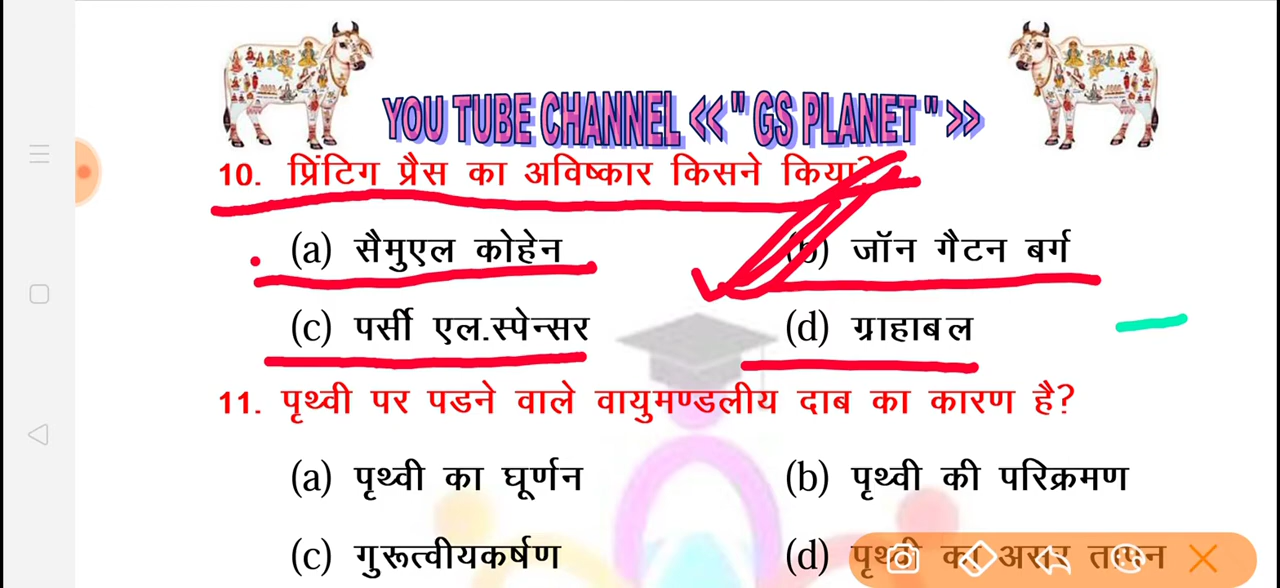 YOU TUBE CHANNEL <<"GS PLANET">>
10. प्रिंटिग प्रैस का अविष्कार किसने किया?
(a) सैमुएल कोहेन (b) जॉन गैटन बर्ग
(c) पर्सी एल.स्पेन्सर (d) ग्राहाबल
11. पृथ्वी पर पडने वाले वायुमण्डलीय दाब का कारण है?
(a) पृथ्वी का घूर्णन (b) पृथ्वी की परिक्रमण
(c) गुरूत्वीयकर्षण (d) पृथ्वी का